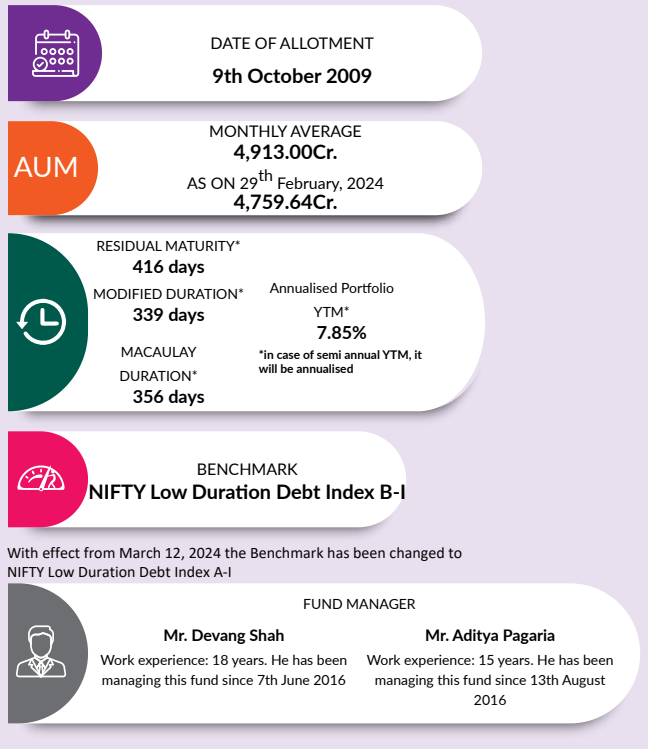 DATE OF ALLOTMENT
9th October 2009
AUM
MONTHLY AVERAGE
4,913.00Cr.
AS ON 29th February, 2024
4,759.64Cr.
RESIDUAL MATURITY*
416 days
MODIFIED DURATION*
339 days
MACAULAY
DURATION*
356 days
Annualised Portfolio
YTM*
7.85%
*in case of semi annual YTM, it
will be annualised
BENCHMARK
NIFTY Low Duration Debt Index B-I
With effect from March 12, 2024 the Benchmark has been changed to
NIFTY Low Duration Debt Index A-I
FUND MANAGER
Mr. Devang Shah
Work experience: 18 years. He has been
managing this fund since 7th June 2016
Mr. Aditya Pagaria
Work experience: 15 years. He has been
managing this fund since 13th August
2016